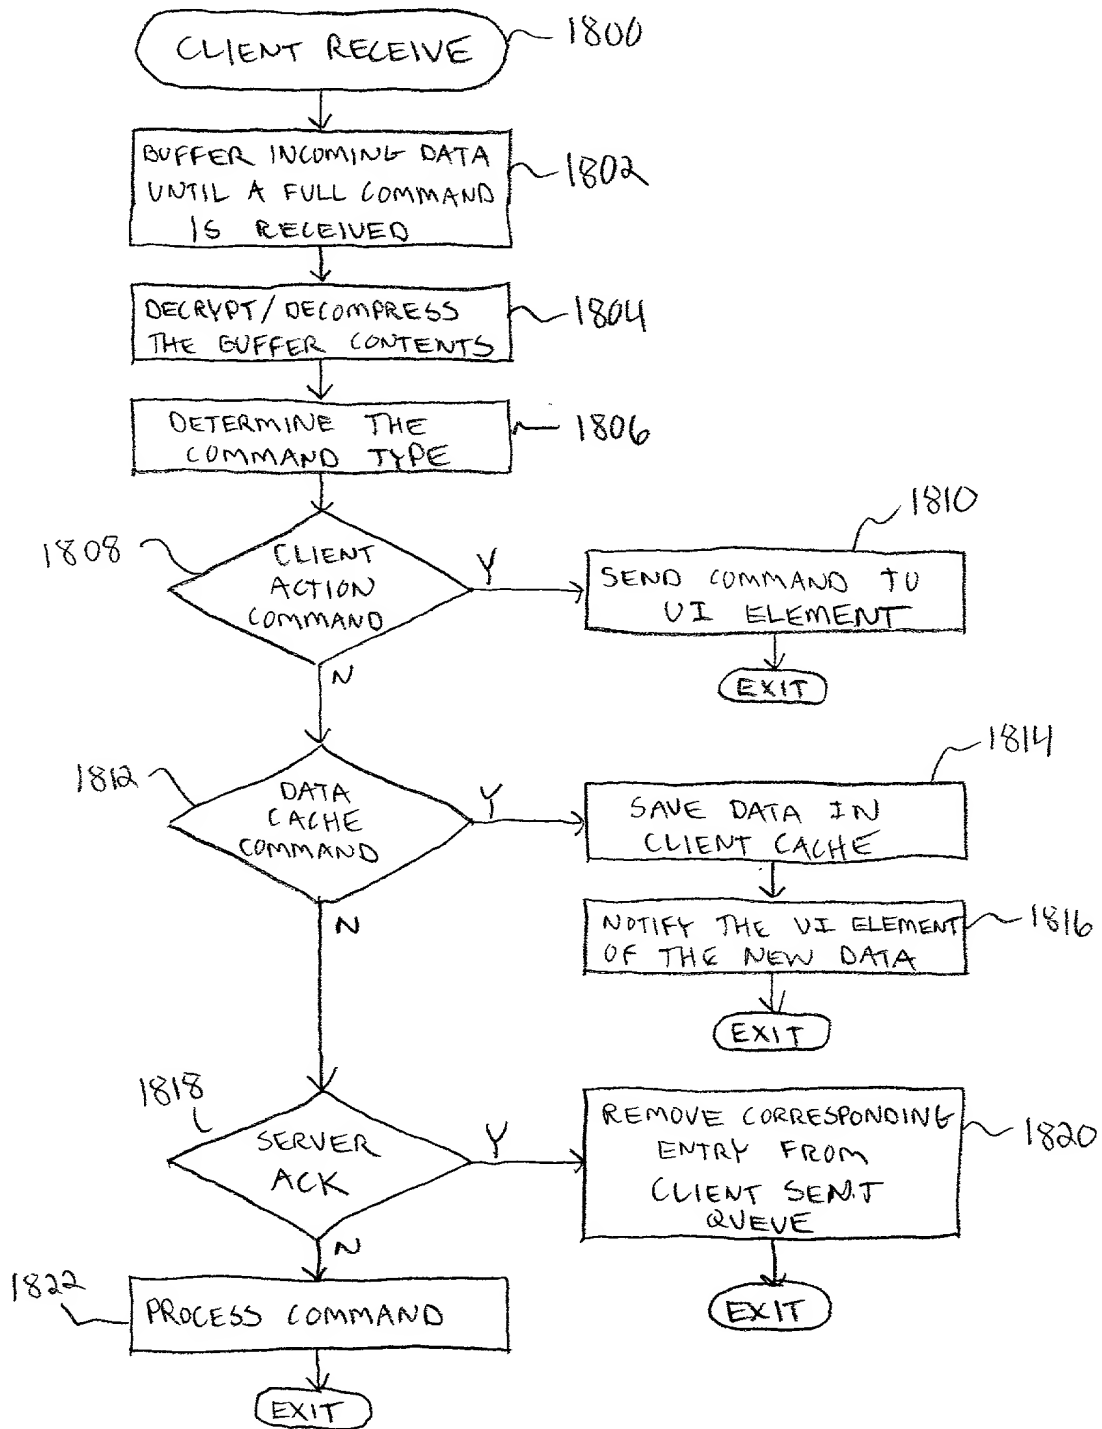 CLIENT RECEIVE
1800
BUFFER INCOMING DATA
UNTIL A FULL COMMAND
IS RECEIVED
1802
DECRYPT/DECOMPRESS
THE BUFFER CONTENTS
1804
DETERMINE THE
COMMAND TYPE
1806
1808
CLIENT
ACTION
COMMAND
Y
N
1810
SEND COMMAND TO
UI ELEMENT
EXIT
1812
DATA
CACHE
COMMAND
Y
N
1814
SAVE DATA IN
CLIENT CACHE
NOTIFY THE UI ELEMENT
OF THE NEW DATA
1816
EXIT
1818
SERVER
ACK
Y
N
REMOVE CORRESPONDING
ENTRY FROM
CLIENT SENT
QUEUE
1820
EXIT
1822
PROCESS COMMAND
EXIT